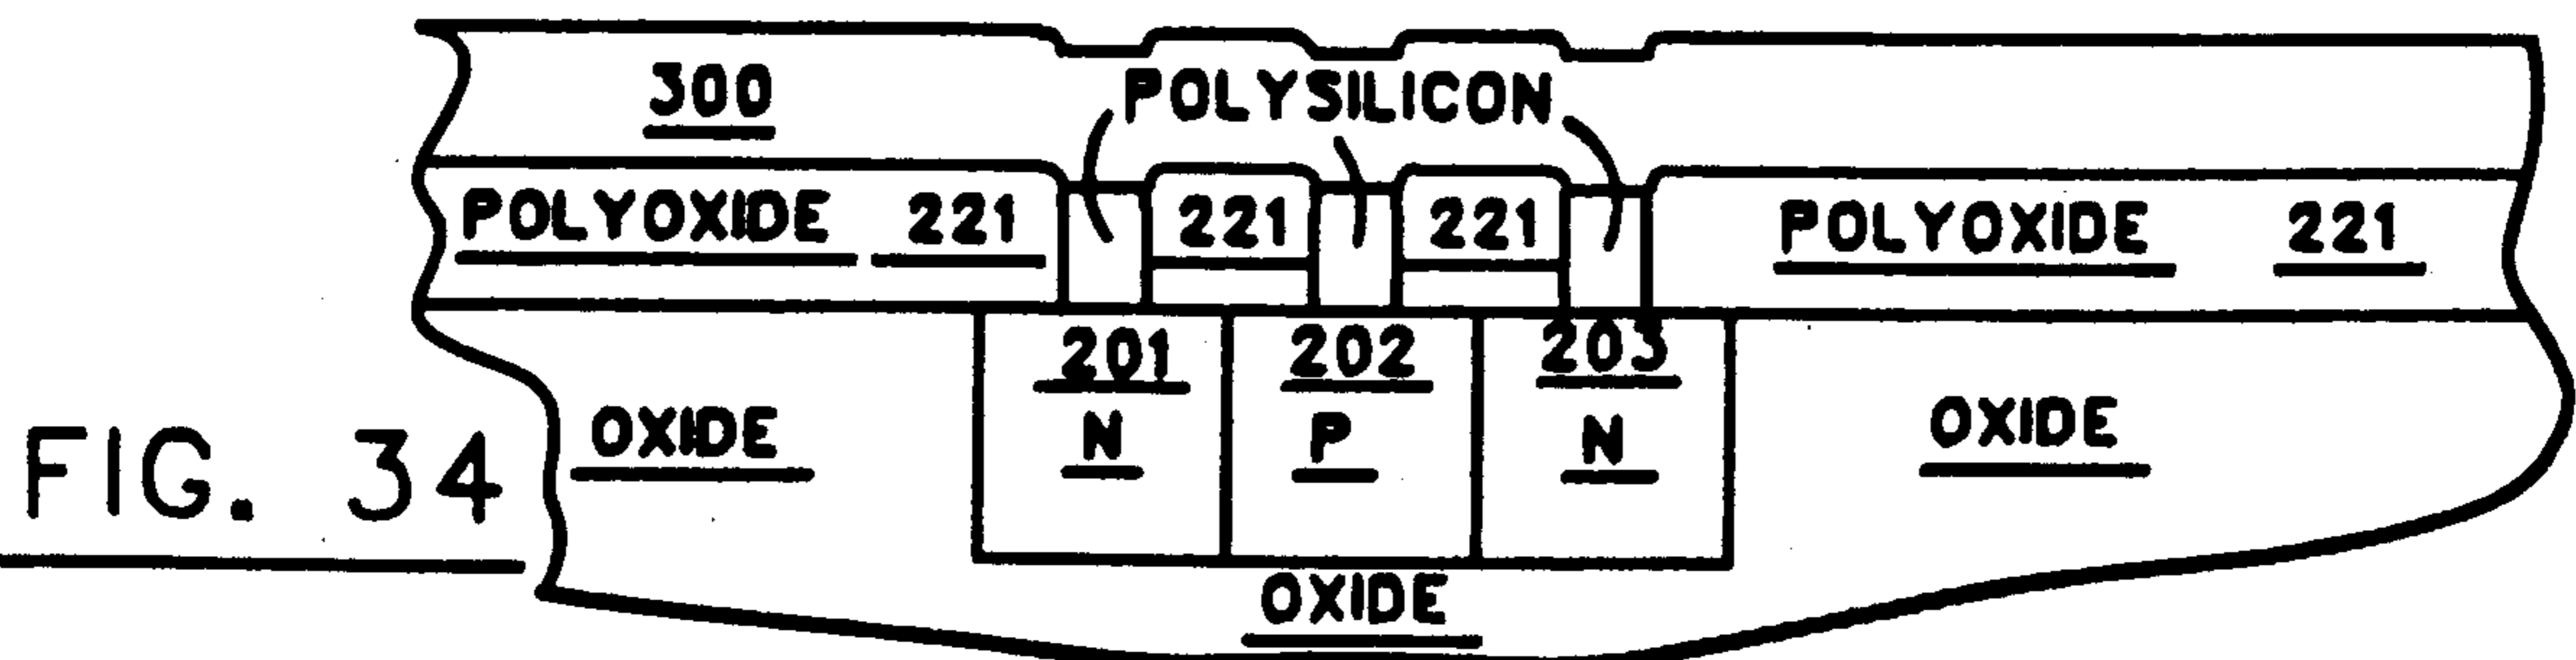 300
POLYSILICON
POLYOXIDE 221 221 221 POLYOXIDE 221
201 202 203
N P N
OXIDE OXIDE
FIG. 34
OXIDE